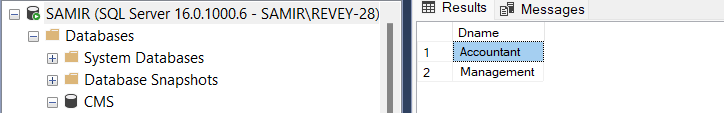 SAMIR (SQL Server 16.0.1000.6 - SAMIR\REVEY-28)
Databases
System Databases
Database Snapshots
CMS
Results Messages
Dname
1 Accountant
2 Management